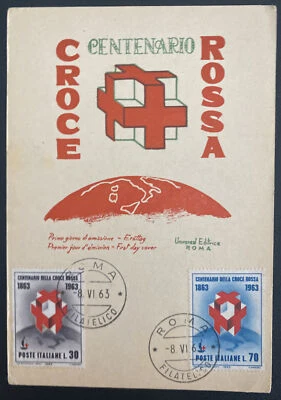 CENTENARIO
CROCE
ROSSA
Primo giorno di emissione - Ersttag
Premier jour d'émission - First day cover
Universal Editrice
ROMA
CENTENARIO DELLA CROCE ROSSA
1863 1963
POSTE ITALIANE L. 30
ROMA
-8.VI.63
FILATELICO
CENTENARIO DELLA CROCE ROSSA
1863 1963
POSTE ITALIANE L. 70
ROMA
-8.VI.63
FILATELICO